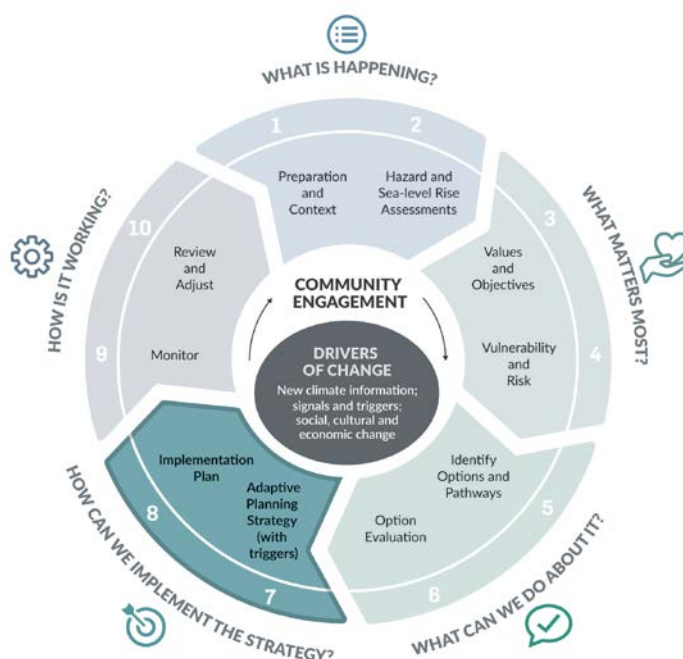 WHAT IS HAPPENING?
1
2
Preparation
and
Context
Hazard and
Sea-level Rise
Assessments
WHAT MATTERS MOST?
3
Values
and
Objectives
4
Vulnerability
and
Risk
WHAT CAN WE DO ABOUT IT?
5
Identify
Options and
Pathways
6
Option
Evaluation
HOW CAN WE IMPLEMENT THE STRATEGY?
7
Adaptive
Planning
Strategy
(with
triggers)
8
Implementation
Plan
HOW IS IT WORKING?
9
Monitor
10
Review
and
Adjust
COMMUNITY
ENGAGEMENT
DRIVERS
OF CHANGE
New climate information;
signals and triggers;
social, cultural and
economic change